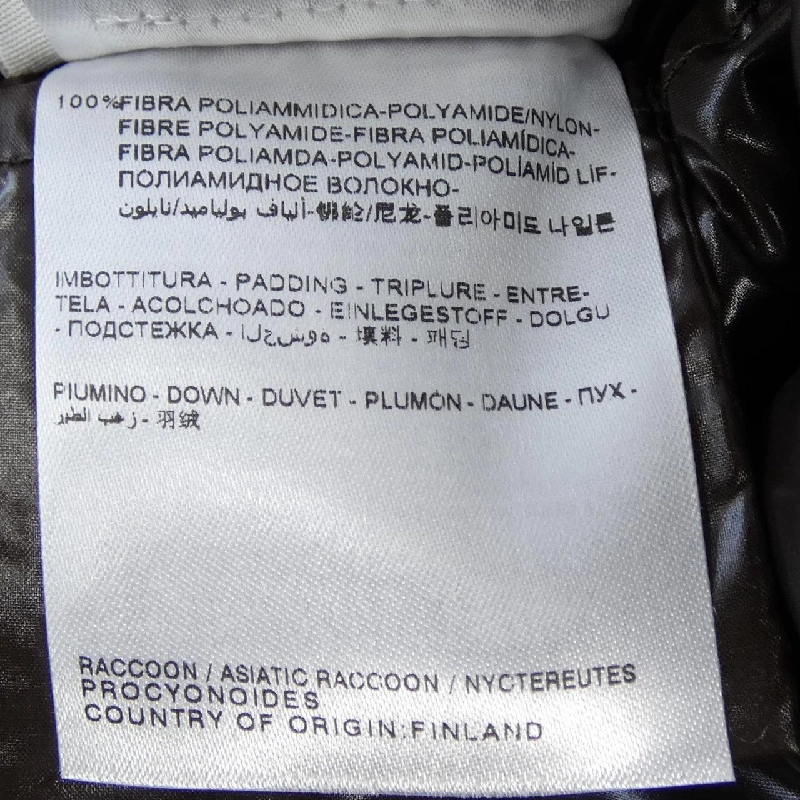 100%FIBRA POLIAMMIDICA-POLYAMIDE/NYLON-
FIBRE POLYAMIDE-FIBRA POLIAMÍDICA-
FIBRA POLIAMDA-POLYAMID-POLİAMİD LİF-
ПОЛИАМИДНОЕ ВОЛОКНО-
ألياف بولياميد/نايلون-锦纶/尼龙-폴리아미드 나일론
IMBOTTITURA - PADDING - TRIPLURE - ENTRE-
TELA - ACOLCHOADO - EINLEGESTOFF - DOLGU
- ПОДСТЕЖКА - الحشوه - 填料 - 패딩
PIUMINO - DOWN - DUVET - PLUMÓN - DAUNE - ПУХ -
زغب الطير - 羽绒
RACCOON / ASIATIC RACCOON / NYCTEREUTES
PROCYONOIDES
COUNTRY OF ORIGIN:FINLAND